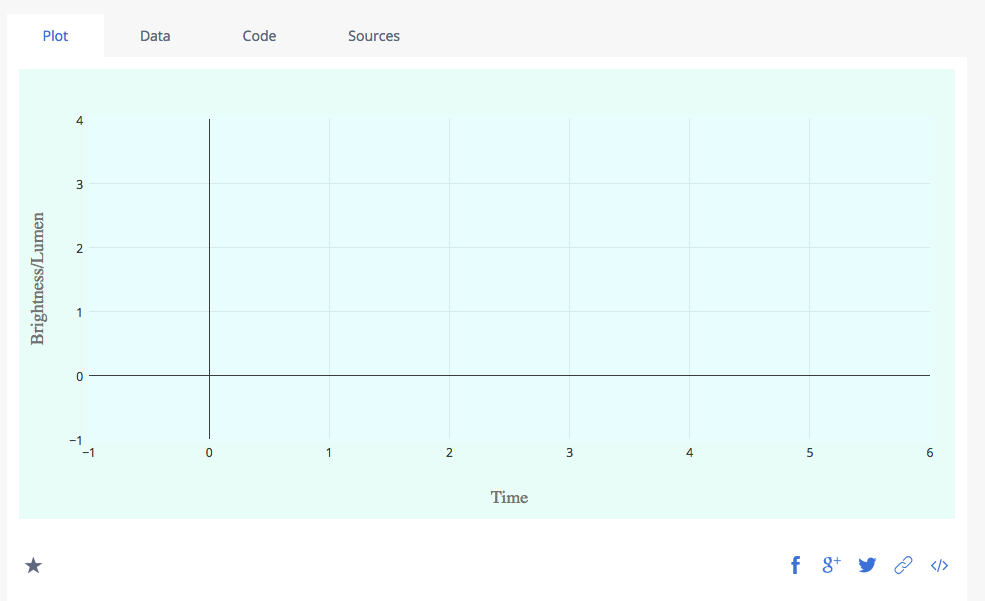 Plot Data Code Sources
4
3
2
1
0
−1
Brightness/Lumen
−1 0 1 2 3 4 5 6
Time
f g+ </>